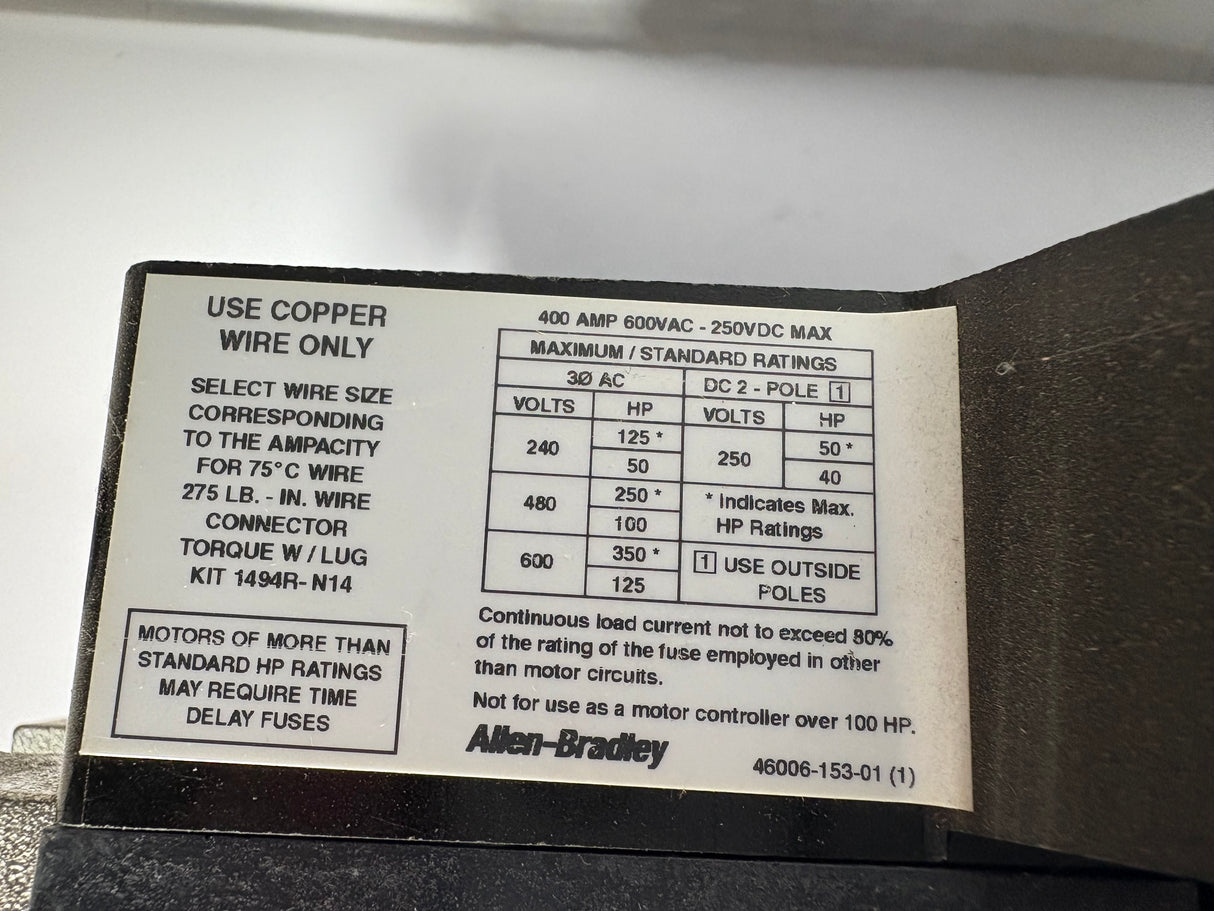 USE COPPER
WIRE ONLY
SELECT WIRE SIZE
CORRESPONDING
TO THE AMPACITY
FOR 75°C WIRE
275 LB. - IN. WIRE
CONNECTOR
TORQUE W / LUG
KIT 1494R- N14
MOTORS OF MORE THAN
STANDARD HP RATINGS
MAY REQUIRE TIME
DELAY FUSES
400 AMP 600VAC - 250VDC MAX
MAXIMUM / STANDARD RATINGS
3Ø AC DC 2 - POLE 1
VOLTS HP VOLTS HP
240 125 * 250 50 *
50 40
480 250 * * Indicates Max.
100 HP Ratings
600 350 * 1 USE OUTSIDE
125 POLES
Continuous load current not to exceed 80%
of the rating of the fuse employed in other
than motor circuits.
Not for use as a motor controller over 100 HP.
Allen-Bradley
46006-153-01 (1)